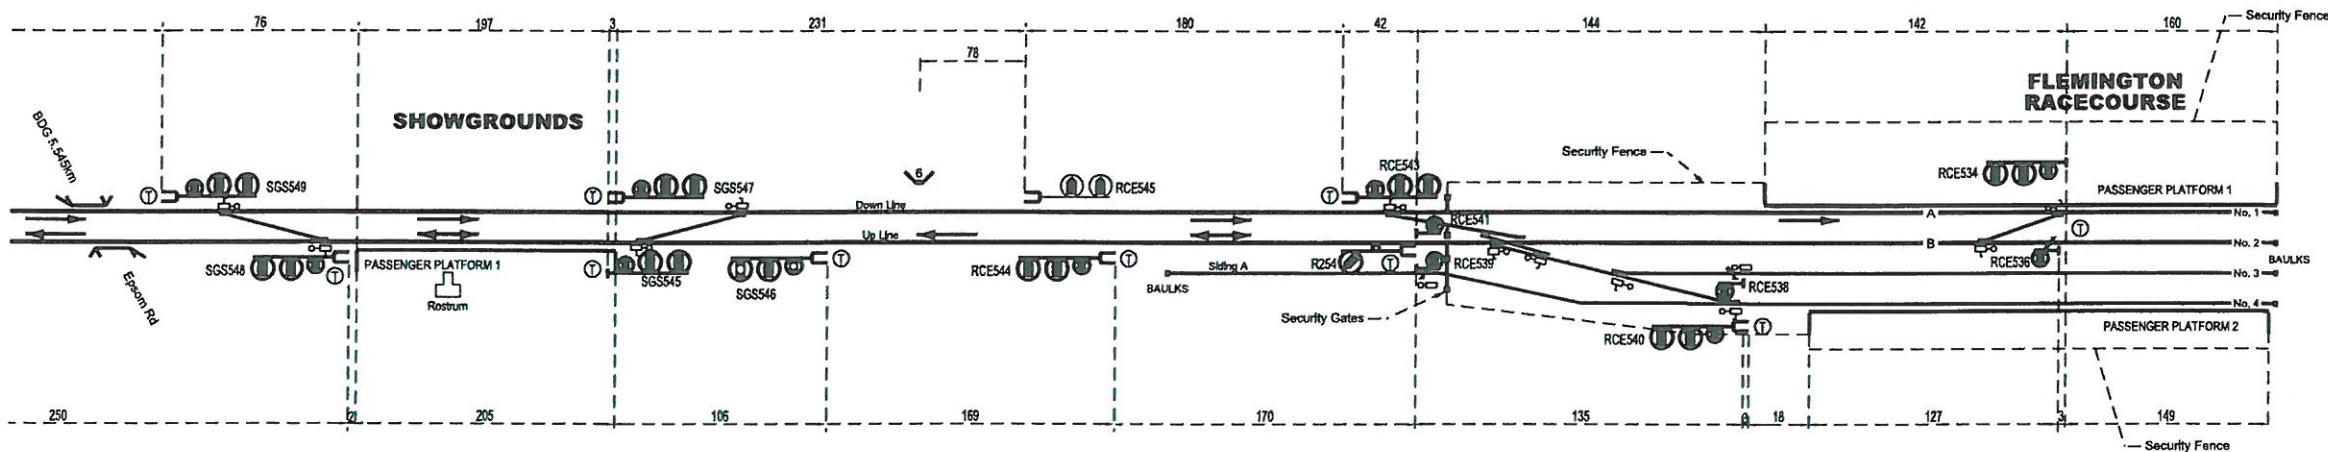 76
197
3
231
180
42
144
142
160
Security Fence
78
FLEMINGTON
RACECOURSE
SHOWGROUNDS
BDG 5.545km
Security Fence
SGS549
T
T
SGS547
6
RCE545
T
RCE543
RCE534
PASSENGER PLATFORM 1
Down Line
A
No. 1
RCE541
T
Up Line
B
No. 2
SGS548
T
PASSENGER PLATFORM 1
T
SGS545
SGS546
T
RCE544
T
R254
T
RCE539
RCE536
BAULKS
Siding A
No. 3
Epsom Rd
Rostrum
BAULKS
RCE538
No. 4
Security Gates
RCE540
T
PASSENGER PLATFORM 2
250
2
205
106
169
170
135
18
127
3
149
Security Fence